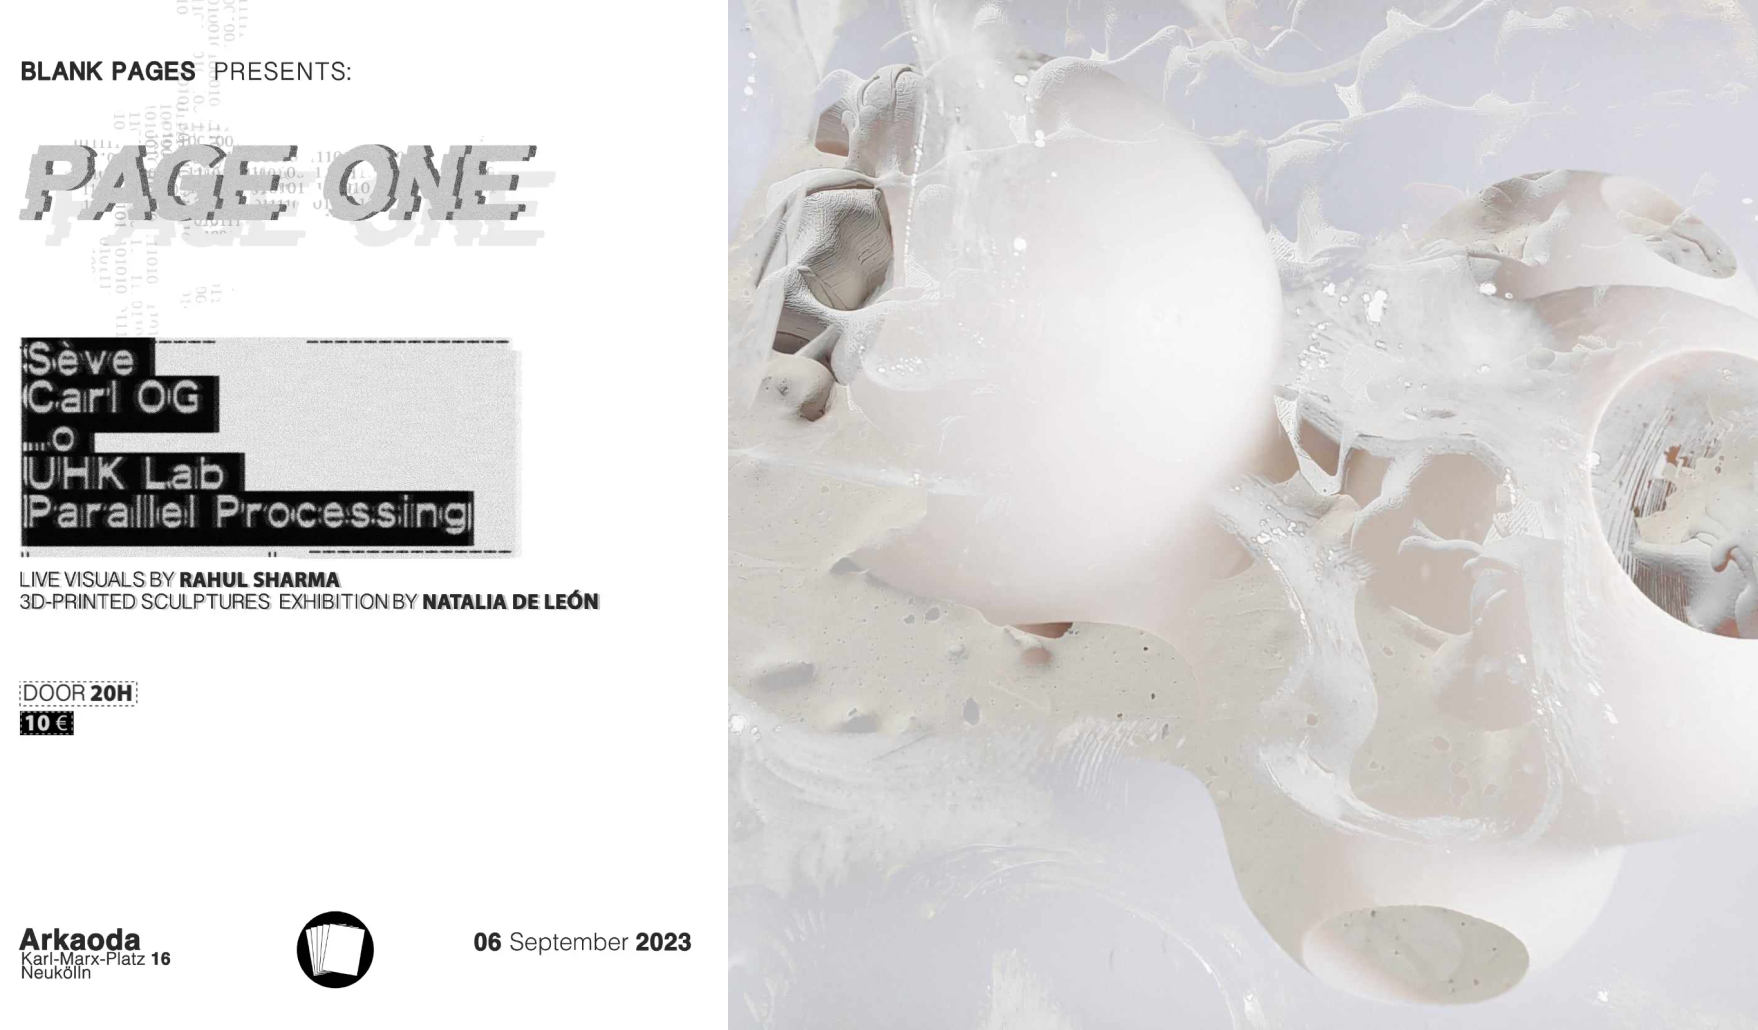 BLANK PAGES PRESENTS:
PAGE ONE
Sève
Carl OG
...o
UHK Lab
Parallel Processing
LIVE VISUALS BY RAHUL SHARMA
3D-PRINTED SCULPTURES EXHIBITION BY NATALIA DE LEÓN
DOOR 20H
10 €
Arkaoda
Karl-Marx-Platz 16
Neukölln
06 September 2023